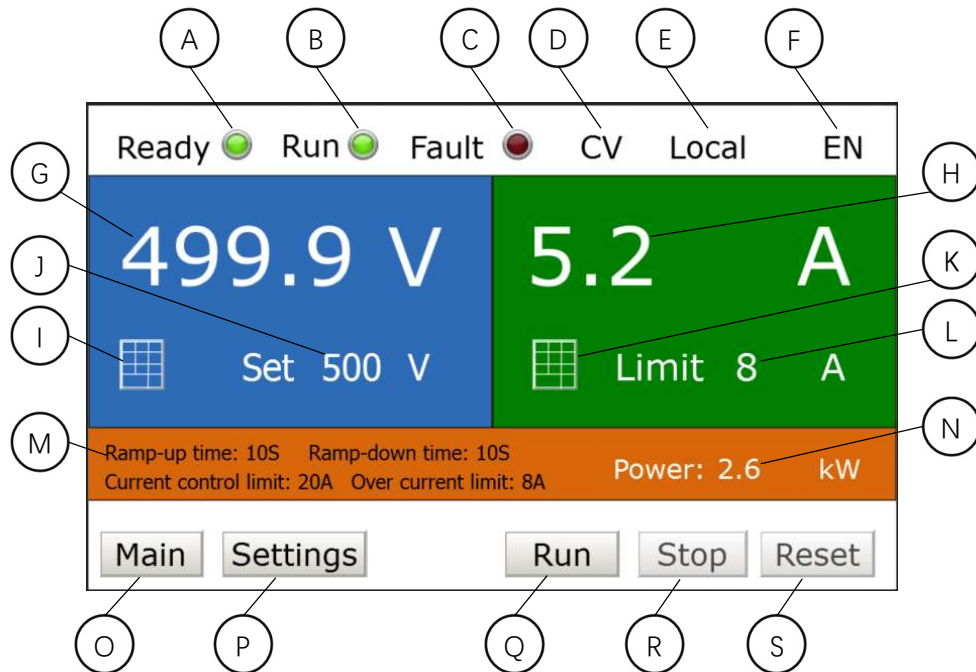 A B C D E F
Ready Run Fault CV Local EN
G H
499.9 V 5.2 A
J K
I L
Set 500 V Limit 8 A
M N
Ramp-up time: 10S Ramp-down time: 10S
Current control limit: 20A Over current limit: 8A
Power: 2.6 kW
Main Settings Run Stop Reset
O P Q R S